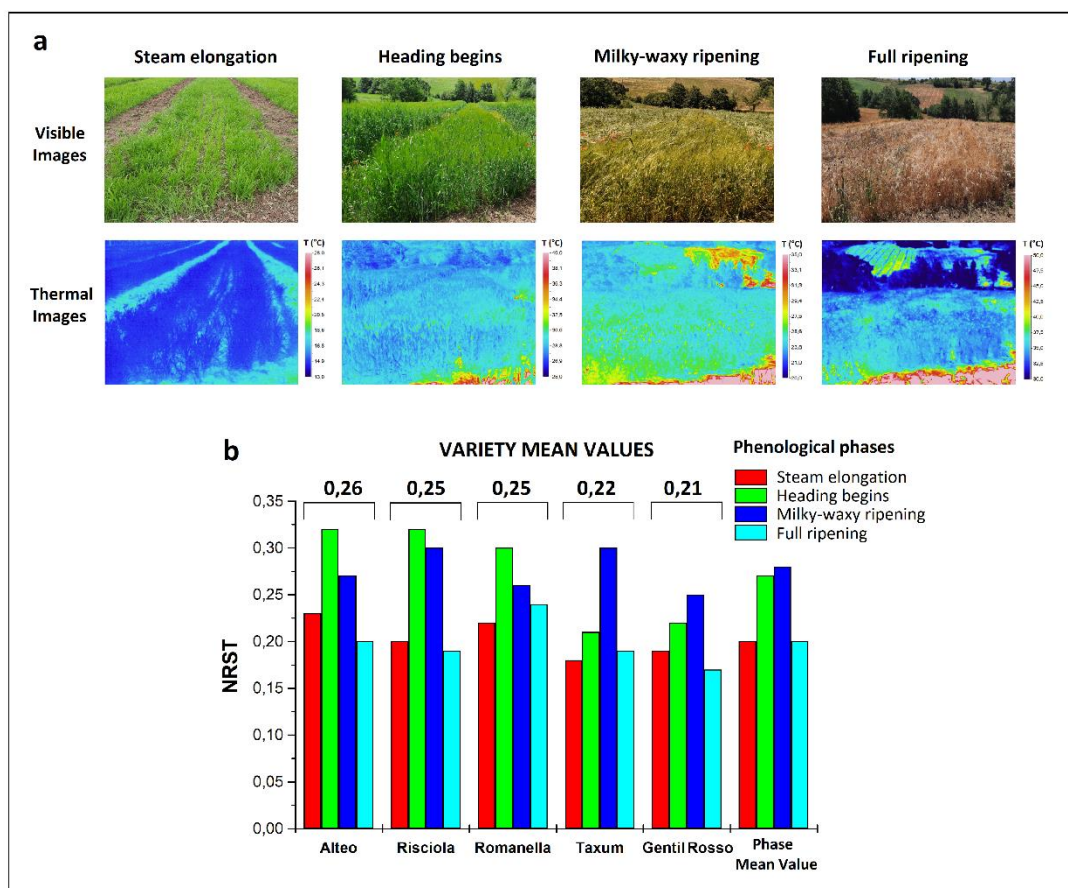 a
Steam elongation
Heading begins
Milky-waxy ripening
Full ripening
Visible
Images
Thermal
Images
T (°C)
T (°C)
T (°C)
T (°C)
b
VARIETY MEAN VALUES
Phenological phases
Steam elongation
Heading begins
Milky-waxy ripening
Full ripening
0,26
0,25
0,25
0,22
0,21
NRST
0,35
0,30
0,25
0,20
0,15
0,10
0,05
0,00
Alteo
Risciola
Romanella
Taxum
Gentil Rosso
Phase
Mean Value